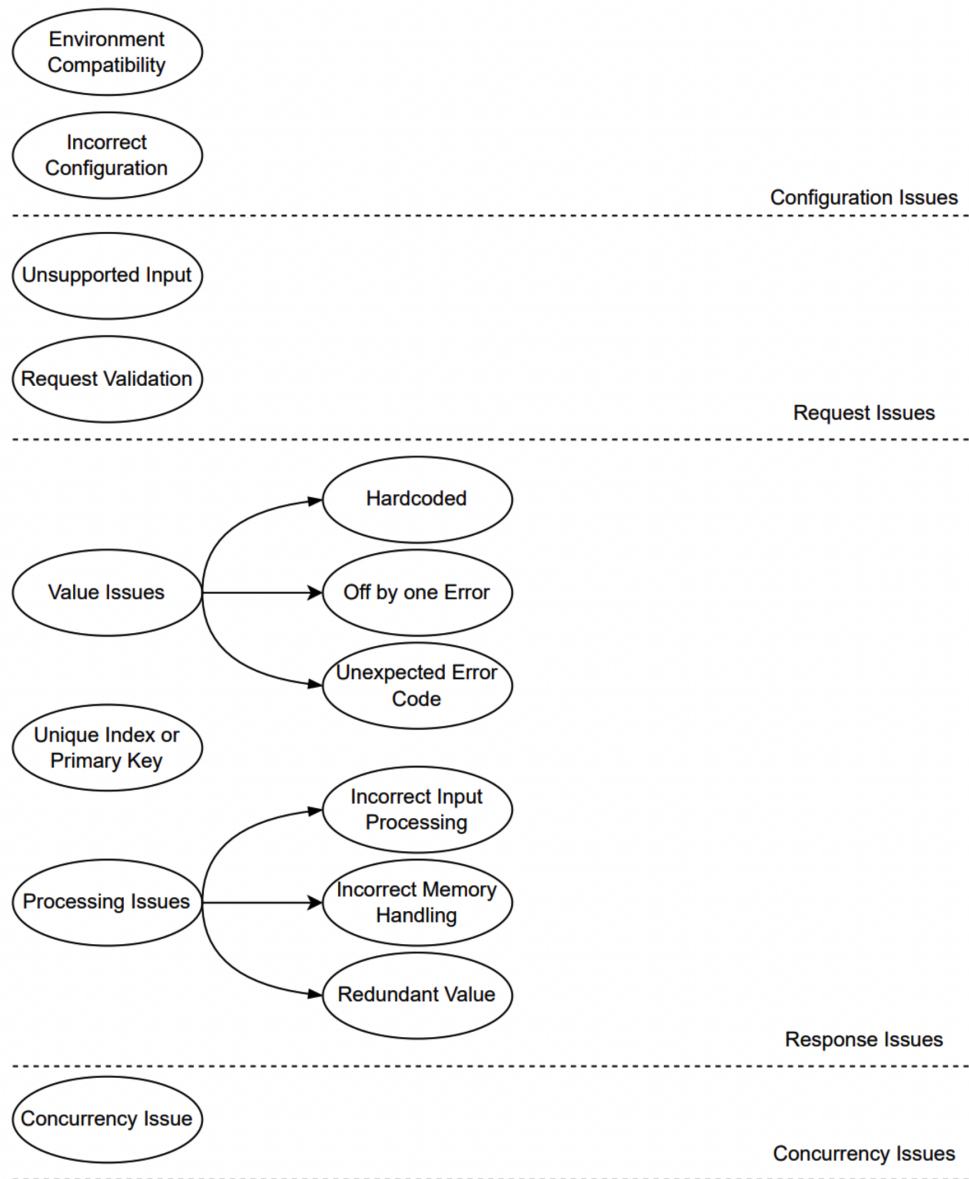 Environment
Compatibility
Incorrect
Configuration
Configuration Issues
Unsupported Input
Request Validation
Request Issues
Hardcoded
Value Issues
Off by one Error
Unexpected Error
Code
Unique Index or
Primary Key
Incorrect Input
Processing
Processing Issues
Incorrect Memory
Handling
Redundant Value
Response Issues
Concurrency Issue
Concurrency Issues